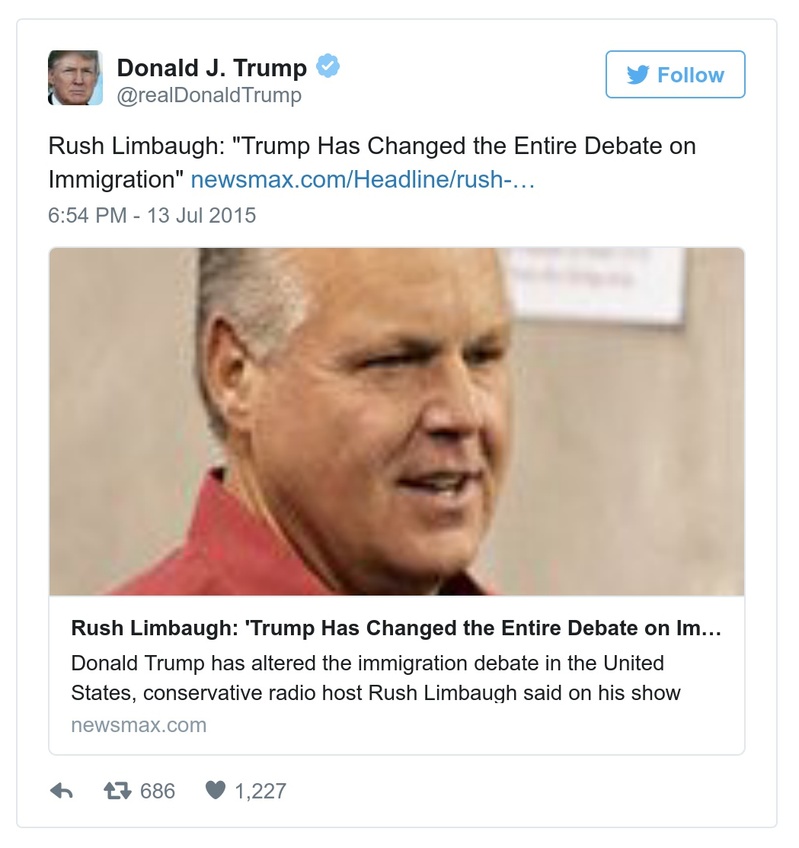 Donald J. Trump
@realDonaldTrump
Follow
Rush Limbaugh: "Trump Has Changed the Entire Debate on
Immigration" newsmax.com/Headline/rush-…
6:54 PM - 13 Jul 2015
Rush Limbaugh: 'Trump Has Changed the Entire Debate on Im…
Donald Trump has altered the immigration debate in the United
States, conservative radio host Rush Limbaugh said on his show
newsmax.com
686
1,227